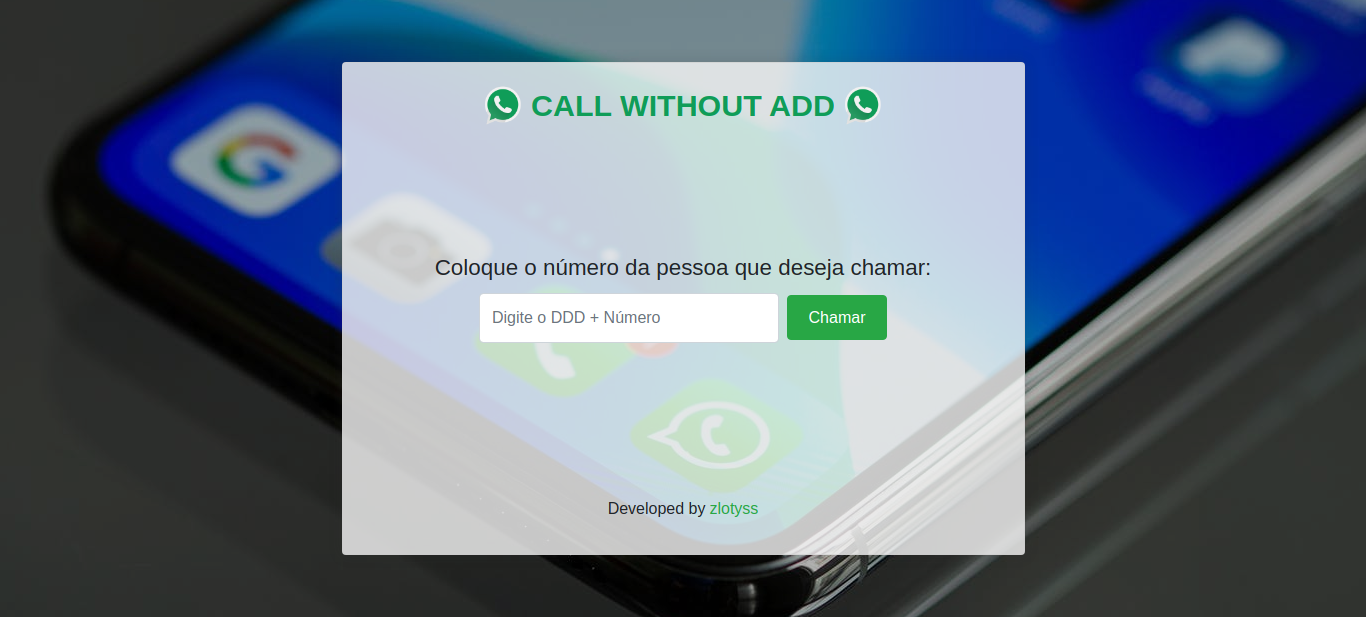 CALL WITHOUT ADD
Coloque o número da pessoa que deseja chamar:
Digite o DDD + Número
Chamar
Developed by zlotyss